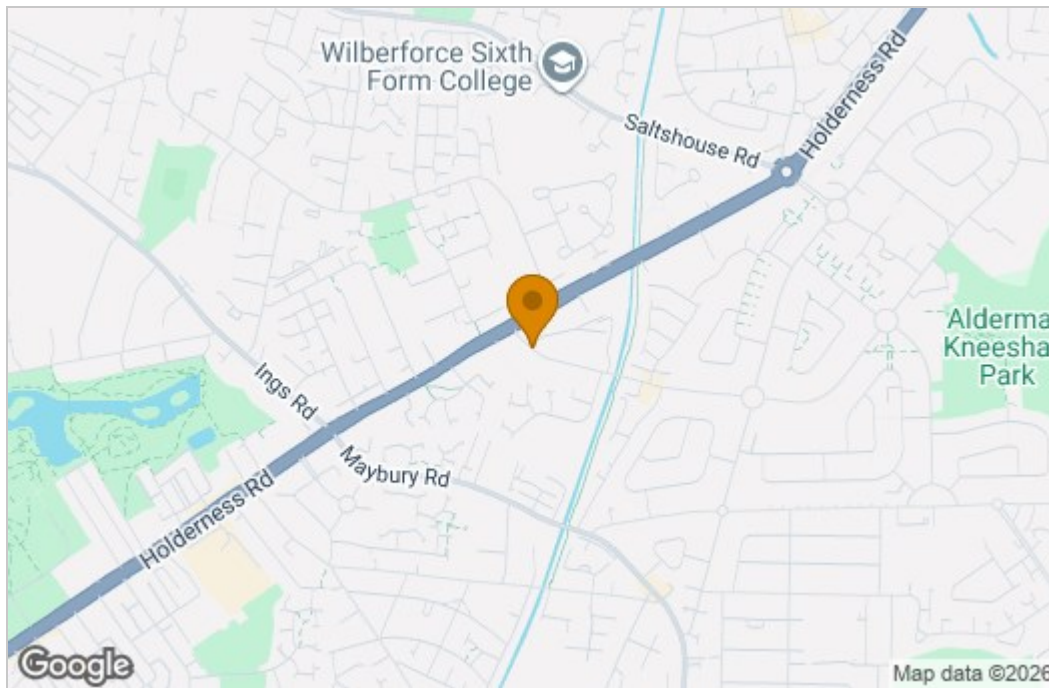 Wilberforce Sixth
Form College
Saltshouse Rd
Holderness Rd
Alderma
Kneesha
Park
Ings Rd
Maybury Rd
Holderness Rd
Google
Map data ©2026